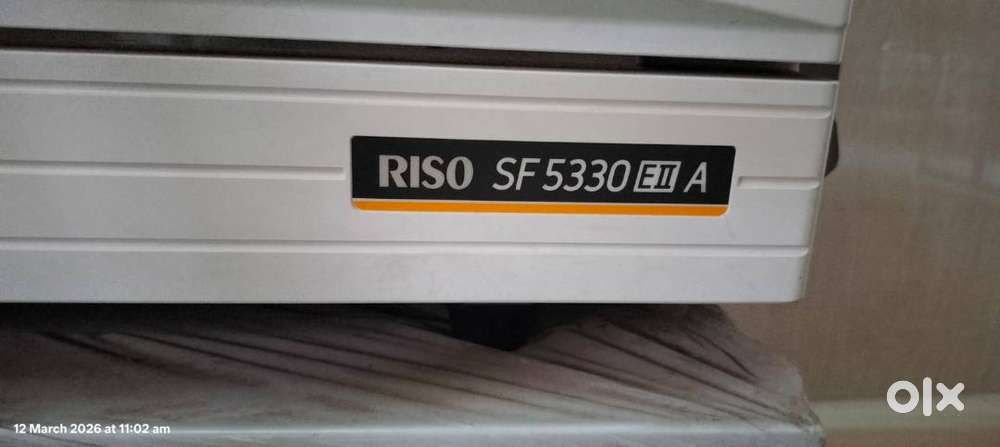 RISO SF 5330 EII A
12 March 2026 at 11:02 am
olx